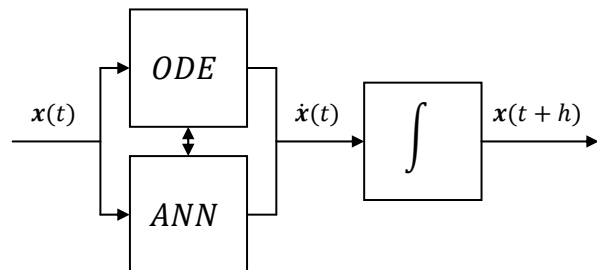 ODE
x(t)
ẋ(t)
∫
x(t + h)
ANN